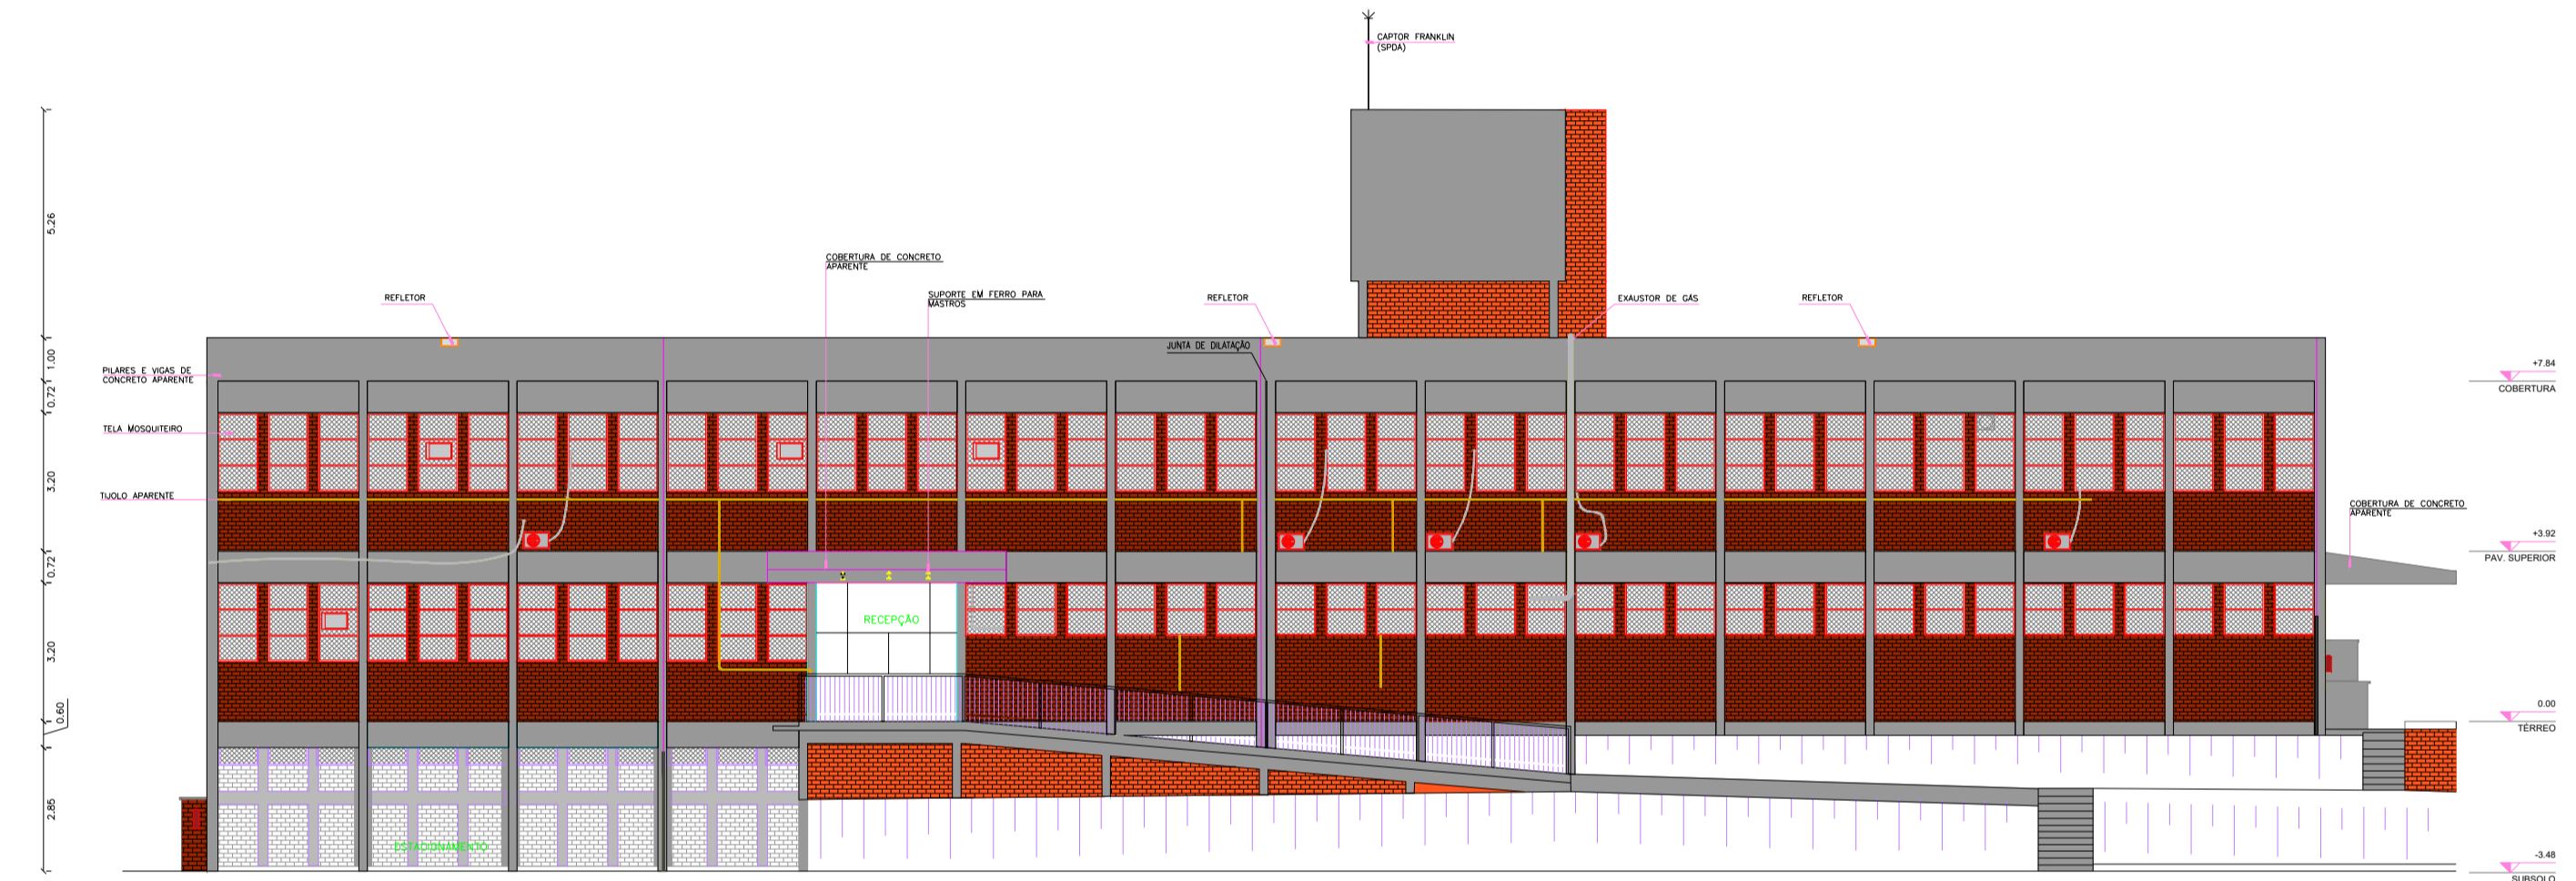 CAPTOR FRANKLIN
(SPDA)
5.26
COBERTURA DE CONCRETO
APARENTE
REFLETOR
SUPORTE EM FERRO PARA
MASTROS
REFLETOR
EXAUSTOR DE GÁS
REFLETOR
JUNTA DE DILATAÇÃO
1.00
PILARES E VIGAS DE
CONCRETO APARENTE
+7.84
COBERTURA
0.72
TELA MOSQUITEIRO
3.20
TIJOLO APARENTE
COBERTURA DE CONCRETO
APARENTE
+3.92
PAV. SUPERIOR
0.72
RECEPÇÃO
3.20
0.60
0.00
TÉRREO
2.85
ESTACIONAMENTO
-3.48
SUBSOLO